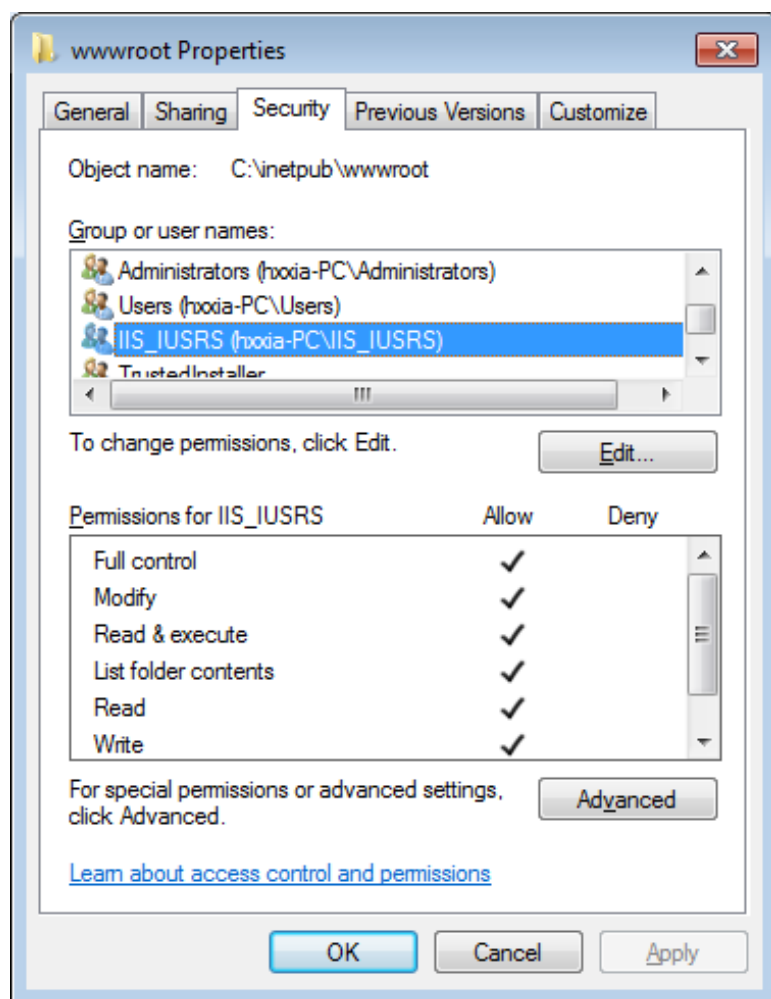 wwwroot Properties
General Sharing Security Previous Versions Customize
Object name: C:\inetpub\wwwroot
Group or user names:
Administrators (hxxia-PC\Administrators)
Users (hxxia-PC\Users)
IIS_IUSRS (hxxia-PC\IIS_IUSRS)
TrustedInstaller
To change permissions, click Edit.
Edit...
Permissions for IIS_IUSRS Allow Deny
Full control
Modify
Read & execute
List folder contents
Read
Write
For special permissions or advanced settings,
click Advanced.
Advanced
Learn about access control and permissions
OK Cancel Apply